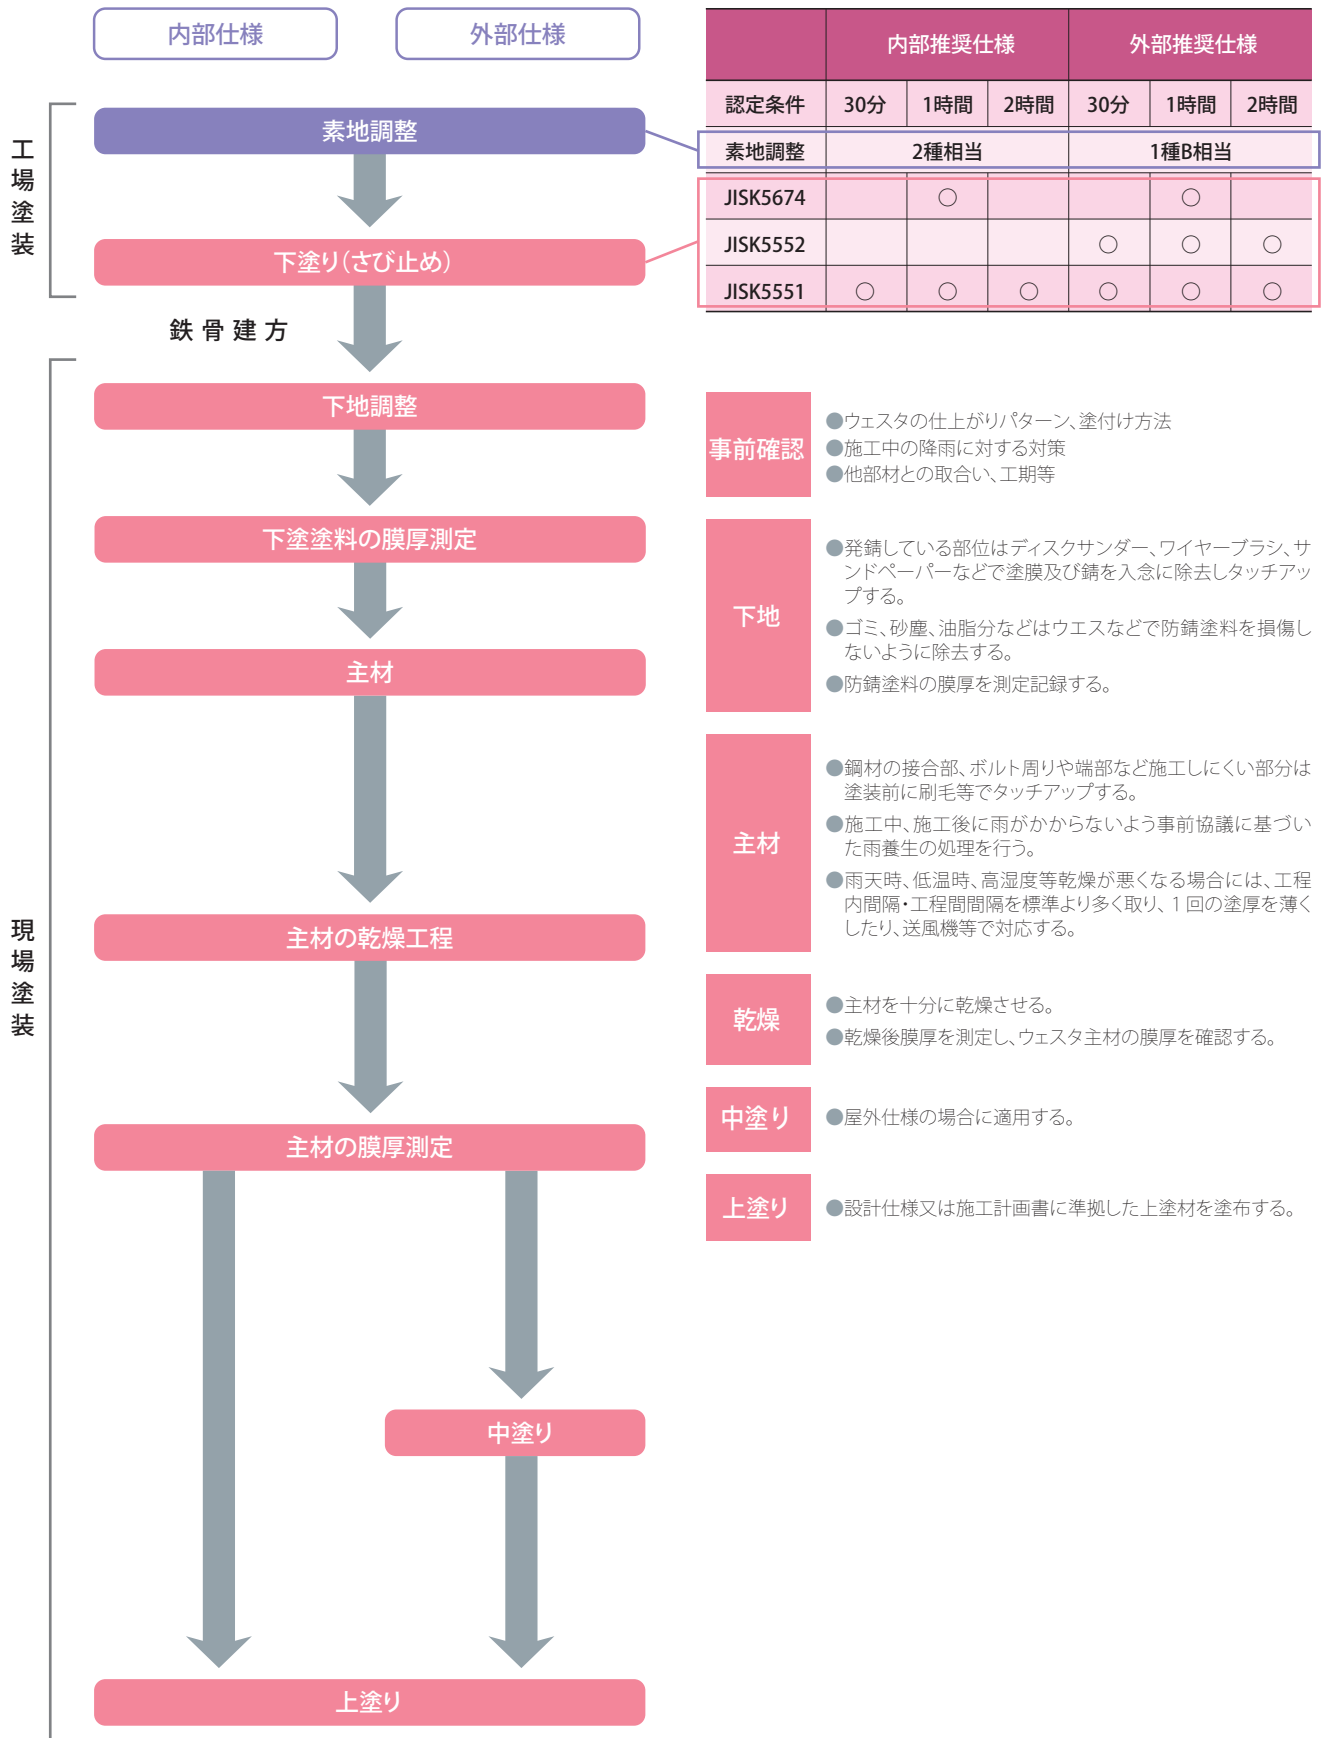 内部仕様
外部仕様
工場塗装
素地調整
下塗り(さび止め)
鉄骨建方
現場塗装
下地調整
下塗塗料の膜厚測定
主材
主材の乾燥工程
主材の膜厚測定
中塗り
上塗り
内部推奨仕様 外部推奨仕様
認定条件 30分 1時間 2時間 30分 1時間 2時間
素地調整 2種相当 1種B相当
JISK5674 ○ ○
JISK5552 ○ ○ ○
JISK5551 ○ ○ ○ ○ ○ ○
事前確認
●ウェスタの仕上がりパターン、塗付け方法
●施工中の降雨に対する対策
●他部材との取合い、工期等
下地
●発錆している部位はディスクサンダー、ワイヤーブラシ、サ
ンドペーパーなどで塗膜及び錆を入念に除去しタッチアッ
プする。
●ゴミ、砂塵、油脂分などはウエスなどで防錆塗料を損傷し
ないように除去する。
●防錆塗料の膜厚を測定記録する。
主材
●鋼材の接合部、ボルト周りや端部など施工しにくい部分は
塗装前に刷毛等でタッチアップする。
●施工中、施工後に雨がかからないよう事前協議に基づい
た雨養生の処理を行う。
●雨天時、低温時、高湿度等乾燥が悪くなる場合には、工程
内間隔・工程間間隔を標準より多く取り、1回の塗厚を薄く
したり、送風機等で対応する。
乾燥
●主材を十分に乾燥させる。
●乾燥後膜厚を測定し、ウェスタ主材の膜厚を確認する。
中塗り
●屋外仕様の場合に適用する。
上塗り
●設計仕様又は施工計画書に準拠した上塗材を塗布する。